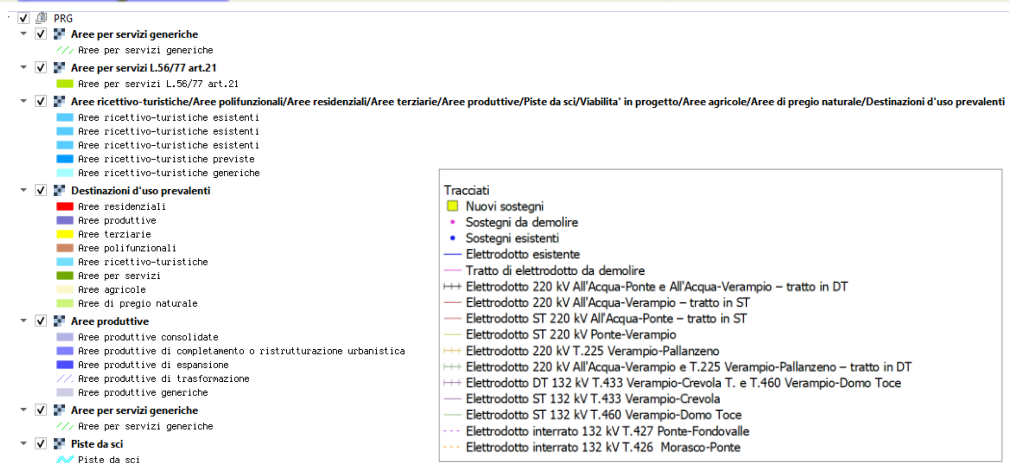 PRG
Aree per servizi generiche
Aree per servizi generiche
Aree per servizi L.56/77 art.21
Aree per servizi L.56/77 art.21
Aree ricettivo-turistiche/Aree polifunzionali/Aree residenziali/Aree terziarie/Aree produttive/Piste da sci/Viabilita' in progetto/Aree agricole/Aree di pregio naturale/Destinazioni d'uso prevalenti
Aree ricettivo-turistiche esistenti
Aree ricettivo-turistiche esistenti
Aree ricettivo-turistiche esistenti
Aree ricettivo-turistiche previste
Aree ricettivo-turistiche generiche
Destinazioni d'uso prevalenti
Aree residenziali
Aree produttive
Aree terziarie
Aree polifunzionali
Aree ricettivo-turistiche
Aree per servizi
Aree agricole
Aree di pregio naturale
Aree produttive
Aree produttive consolidate
Aree produttive di completamento o ristrutturazione urbanistica
Aree produttive di espansione
Aree produttive di trasformazione
Aree produttive generiche
Aree per servizi generiche
Aree per servizi generiche
Piste da sci
Piste da sci
Tracciati
Nuovi sostegni
Sostegni da demolire
Sostegni esistenti
Elettrodotto esistente
Tratto di elettrodotto da demolire
Elettrodotto 220 kV All'Acqua-Ponte e All'Acqua-Verampio – tratto in DT
Elettrodotto 220 kV All'Acqua-Verampio – tratto in ST
Elettrodotto ST 220 kV All'Acqua-Ponte – tratto in ST
Elettrodotto ST 220 kV Ponte-Verampio
Elettrodotto 220 kV T.225 Verampio-Pallanzeno
Elettrodotto 220 kV All'Acqua-Verampio e T.225 Verampio-Pallanzeno – tratto in DT
Elettrodotto DT 132 kV T.433 Verampio-Crevola T. e T.460 Verampio-Domo Toce
Elettrodotto ST 132 kV T.433 Verampio-Crevola
Elettrodotto ST 132 kV T.460 Verampio-Domo Toce
Elettrodotto interrato 132 kV T.427 Ponte-Fondovalle
Elettrodotto interrato 132 kV T.426 Morasco-Ponte